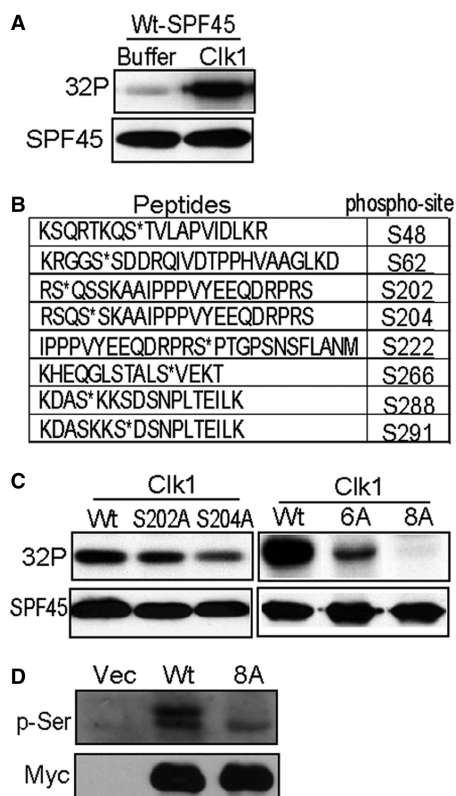 A
Wt-SPF45
Buffer Clk1
32P
SPF45
B
Peptides phospho-site
KSQRTKQS*TVLAPVIDLKR S48
KRGGS*SDDRQIVDTPPHVAAGLKD S62
RS*QSSKAAIPPPVYEEQDRPRS S202
RSQS*SKAAIPPPVYEEQDRPRS S204
IPPPVYEEQDRPRS*PTGPSNSFLANM S222
KHEQGLSTALS*VEKT S266
KDAS*KKSDSNPLTEILK S288
KDASKKS*DSNPLTEILK S291
C
Clk1 Clk1
Wt S202A S204A Wt 6A 8A
32P
SPF45
D
Vec Wt 8A
p-Ser
Myc